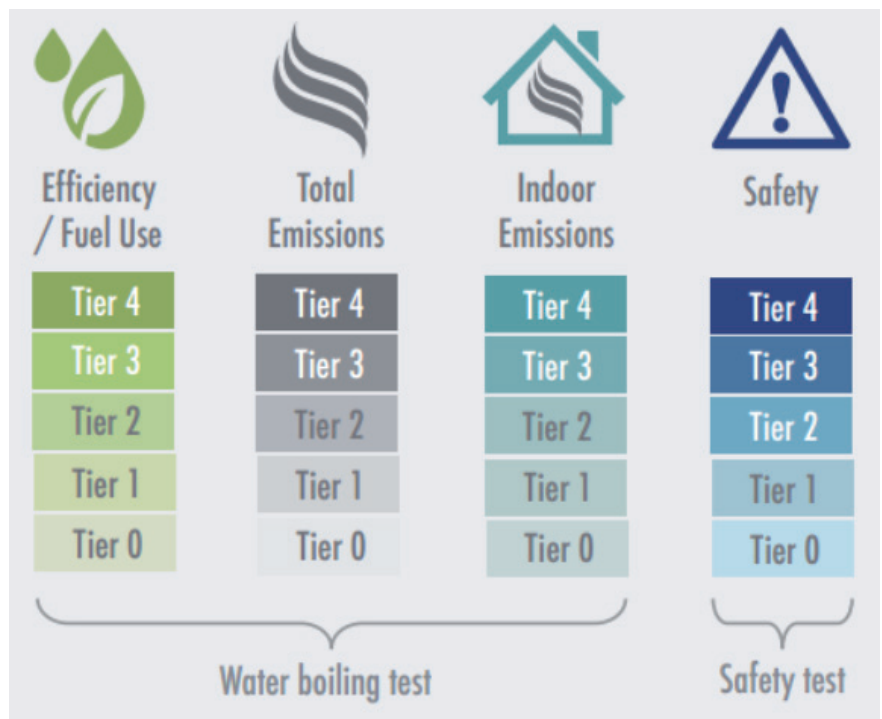 Efficiency
/ Fuel Use
Total
Emissions
Indoor
Emissions
Safety
Tier 4
Tier 3
Tier 2
Tier 1
Tier 0
Tier 4
Tier 3
Tier 2
Tier 1
Tier 0
Tier 4
Tier 3
Tier 2
Tier 1
Tier 0
Tier 4
Tier 3
Tier 2
Tier 1
Tier 0
Water boiling test
Safety test